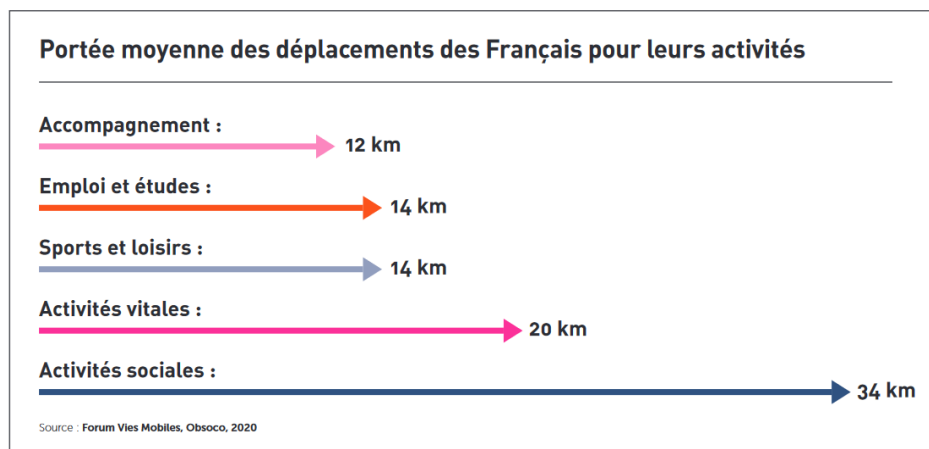 Portée moyenne des déplacements des Français pour leurs activités
Accompagnement :
12 km
Emploi et études :
14 km
Sports et loisirs :
14 km
Activités vitales :
20 km
Activités sociales :
34 km
Source : Forum Vies Mobiles, Obsoco, 2020